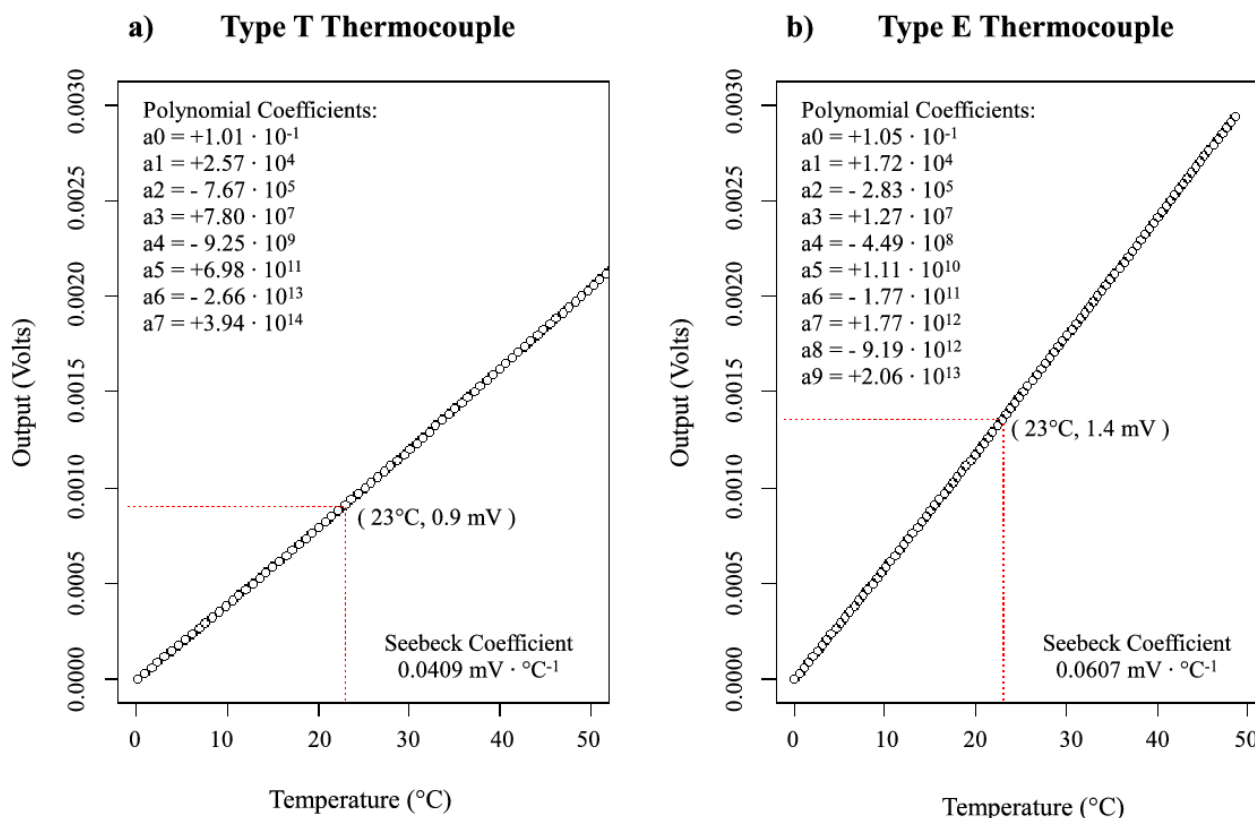 a) Type T Thermocouple
Polynomial Coefficients:
a0 = +1.01 · 10⁻¹
a1 = +2.57 · 10⁴
a2 = - 7.67 · 10⁵
a3 = +7.80 · 10⁷
a4 = - 9.25 · 10⁹
a5 = +6.98 · 10¹¹
a6 = - 2.66 · 10¹³
a7 = +3.94 · 10¹⁴
( 23°C, 0.9 mV )
Seebeck Coefficient
0.0409 mV · °C⁻¹
Output (Volts)
0.0030
0.0025
0.0020
0.0015
0.0010
0.0005
0.0000
0 10 20 30 40 50
Temperature (°C)
b) Type E Thermocouple
Polynomial Coefficients:
a0 = +1.05 · 10⁻¹
a1 = +1.72 · 10⁴
a2 = - 2.83 · 10⁵
a3 = +1.27 · 10⁷
a4 = - 4.49 · 10⁸
a5 = +1.11 · 10¹⁰
a6 = - 1.77 · 10¹¹
a7 = +1.77 · 10¹²
a8 = - 9.19 · 10¹²
a9 = +2.06 · 10¹³
( 23°C, 1.4 mV )
Seebeck Coefficient
0.0607 mV · °C⁻¹
Output (Volts)
0.0030
0.0025
0.0020
0.0015
0.0010
0.0005
0.0000
0 10 20 30 40 50
Temperature (°C)